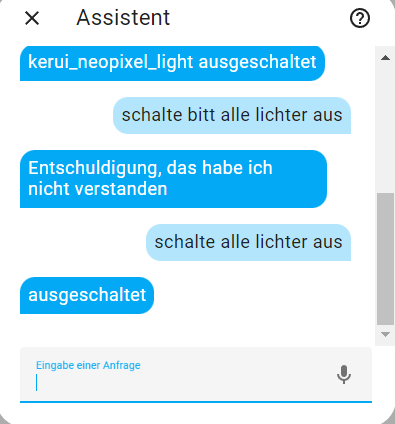 Assistent
kerui_neopixel_light ausgeschaltet
schalte bitt alle lichter aus
Entschuldigung, das habe ich
nicht verstanden
schalte alle lichter aus
ausgeschaltet
Eingabe einer Anfrage